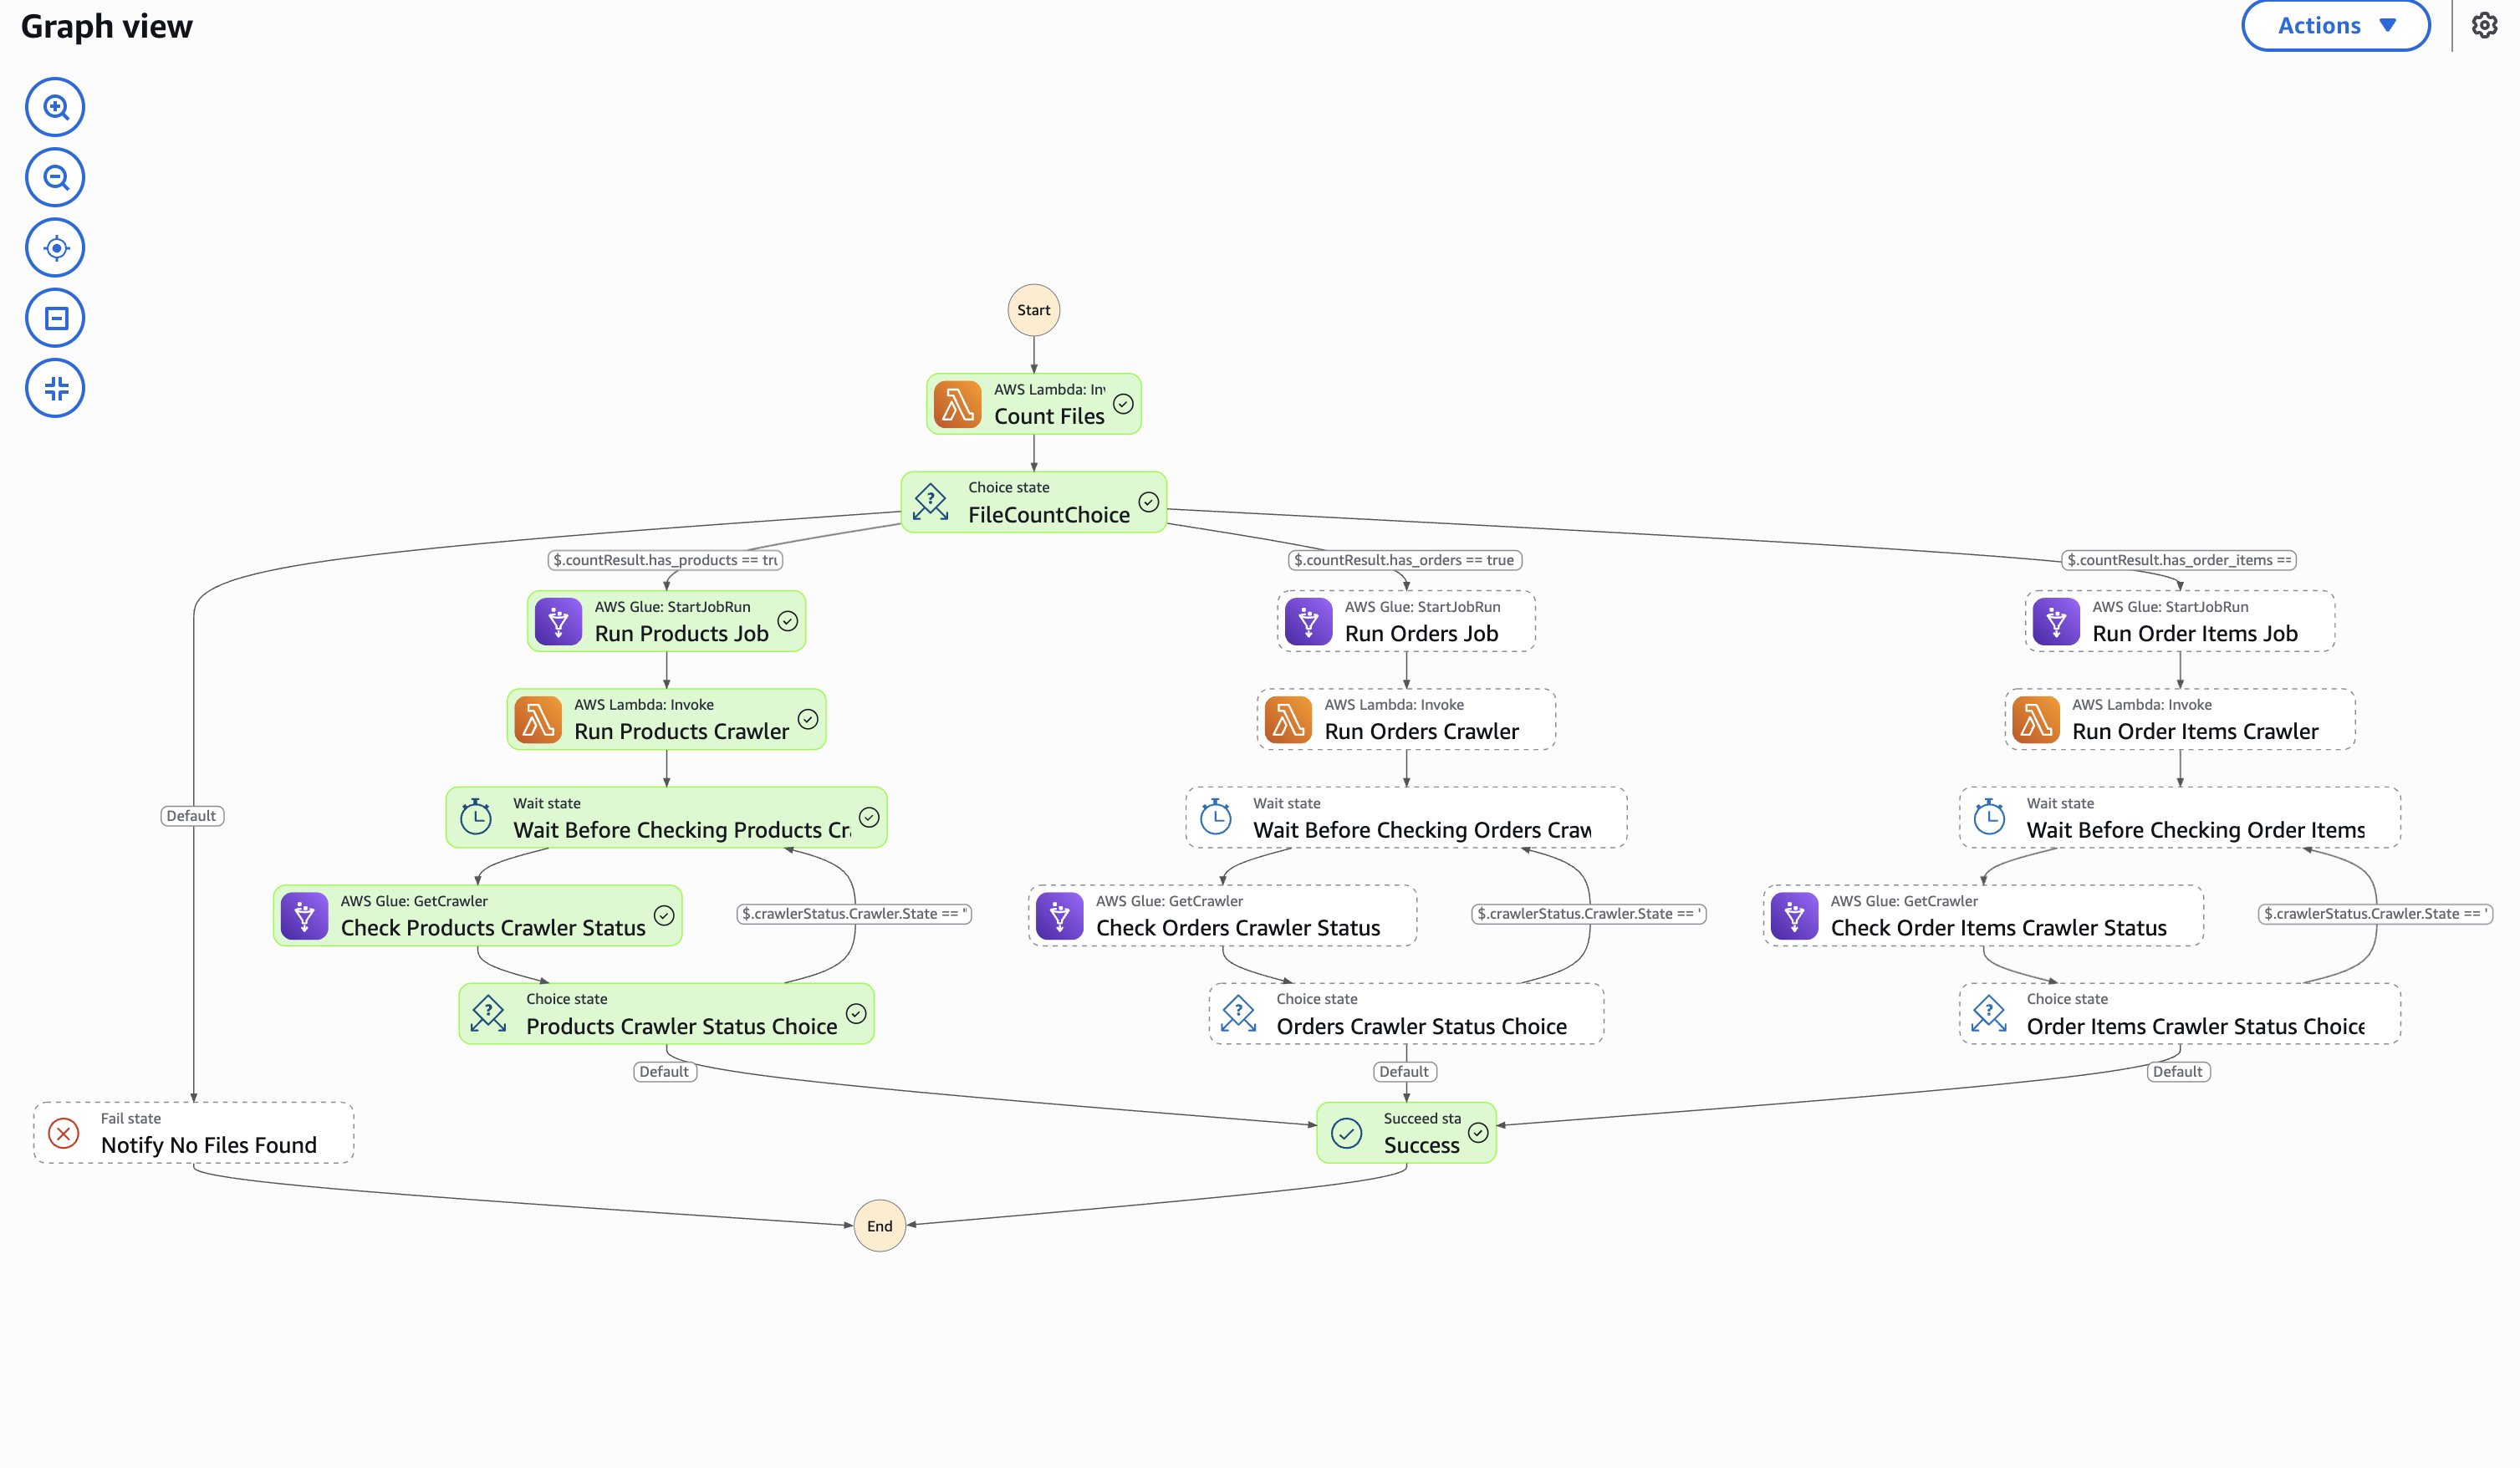 Graph view
Actions
Start
AWS Lambda: Inv
Count Files
Choice state
FileCountChoice
$.countResult.has_products == tru
$.countResult.has_orders == true
$.countResult.has_order_items ==
AWS Glue: StartJobRun
Run Products Job
AWS Glue: StartJobRun
Run Orders Job
AWS Glue: StartJobRun
Run Order Items Job
AWS Lambda: Invoke
Run Products Crawler
AWS Lambda: Invoke
Run Orders Crawler
AWS Lambda: Invoke
Run Order Items Crawler
Default
Wait state
Wait Before Checking Products Cr
Wait state
Wait Before Checking Orders Craw
Wait state
Wait Before Checking Order Items
AWS Glue: GetCrawler
Check Products Crawler Status
$.crawlerStatus.Crawler.State == "
AWS Glue: GetCrawler
Check Orders Crawler Status
$.crawlerStatus.Crawler.State == '
AWS Glue: GetCrawler
Check Order Items Crawler Status
$.crawlerStatus.Crawler.State == '
Choice state
Products Crawler Status Choice
Choice state
Orders Crawler Status Choice
Choice state
Order Items Crawler Status Choice
Default
Default
Default
Fail state
Notify No Files Found
Succeed sta
Success
End